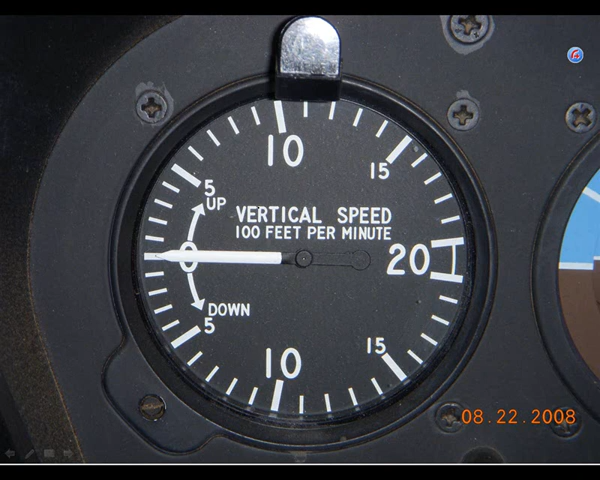 10
15
5
UP
VERTICAL SPEED
100 FEET PER MINUTE
0
20
DOWN
5
15
10
08.22.2008